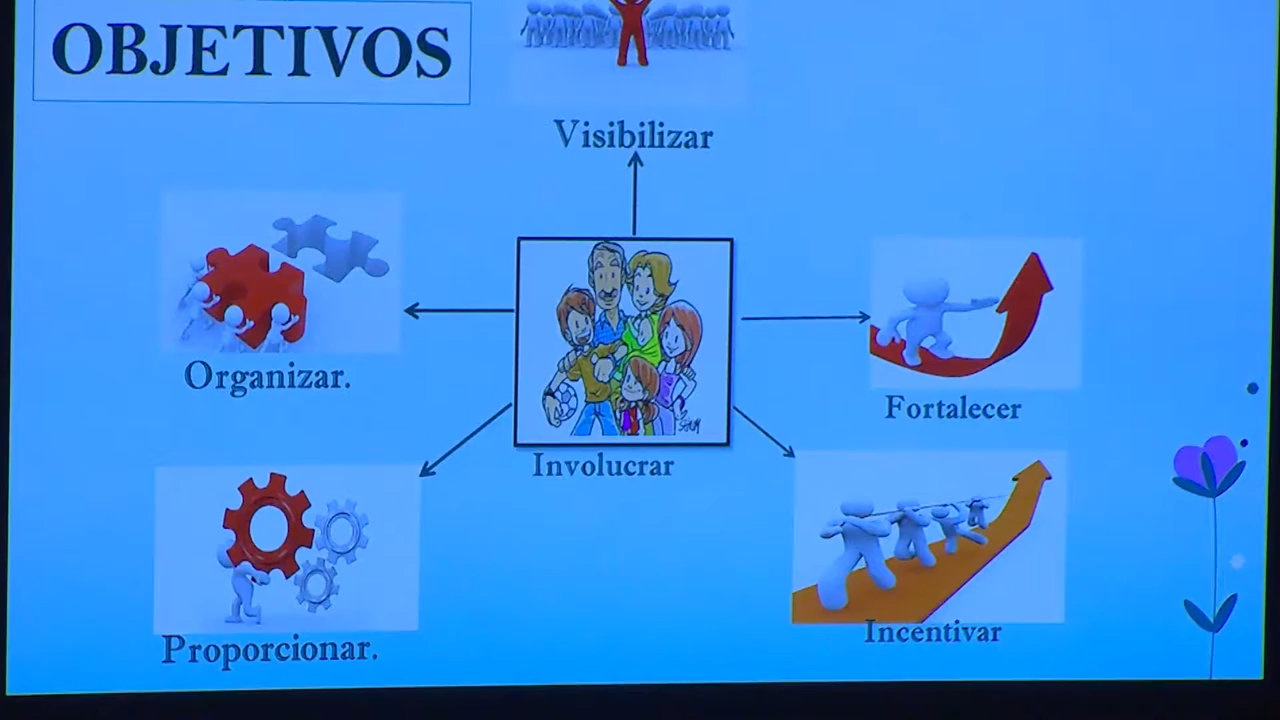 OBJETIVOS
Visibilizar
Organizar.
Fortalecer
Involucrar
Incentivar
Proporcionar.